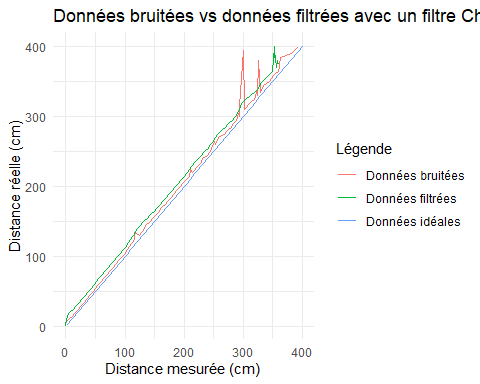 Données bruitées vs données filtrées avec un filtre Ch
400
300
200
100
0
Distance réelle (cm)
0 100 200 300 400
Distance mesurée (cm)
Légende
Données bruitées
Données filtrées
Données idéales